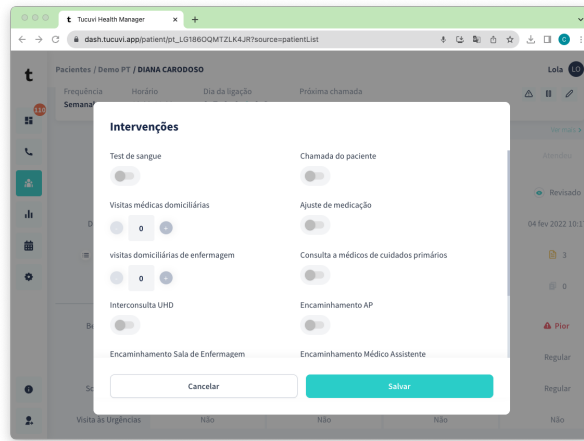 Tucuvi Health Manager
dash.tucuvi.app/patient/pt_LG186OQMTZLK4JR?source=patientList
C
t
Pacientes / Demo PT / DIANA CARODOSO
Lola LO
Frequência Horário Dia da ligação Próxima chamada
Semanal
110
Intervenções
Test de sangue Chamada do paciente
Visitas médicas domiciliárias Ajuste de medicação
0
visitas domiciliárias de enfermagem Consulta a médicos de cuidados primários
0
Interconsulta UHD Encaminhamento AP
Encaminhamento Sala de Enfermagem Encaminhamento Médico Assistente
Cancelar Salvar
Revisado
04 fev 2022 10:1
3
0
Pior
Regular
Regular
Visita às Urgências Não Não Não Não